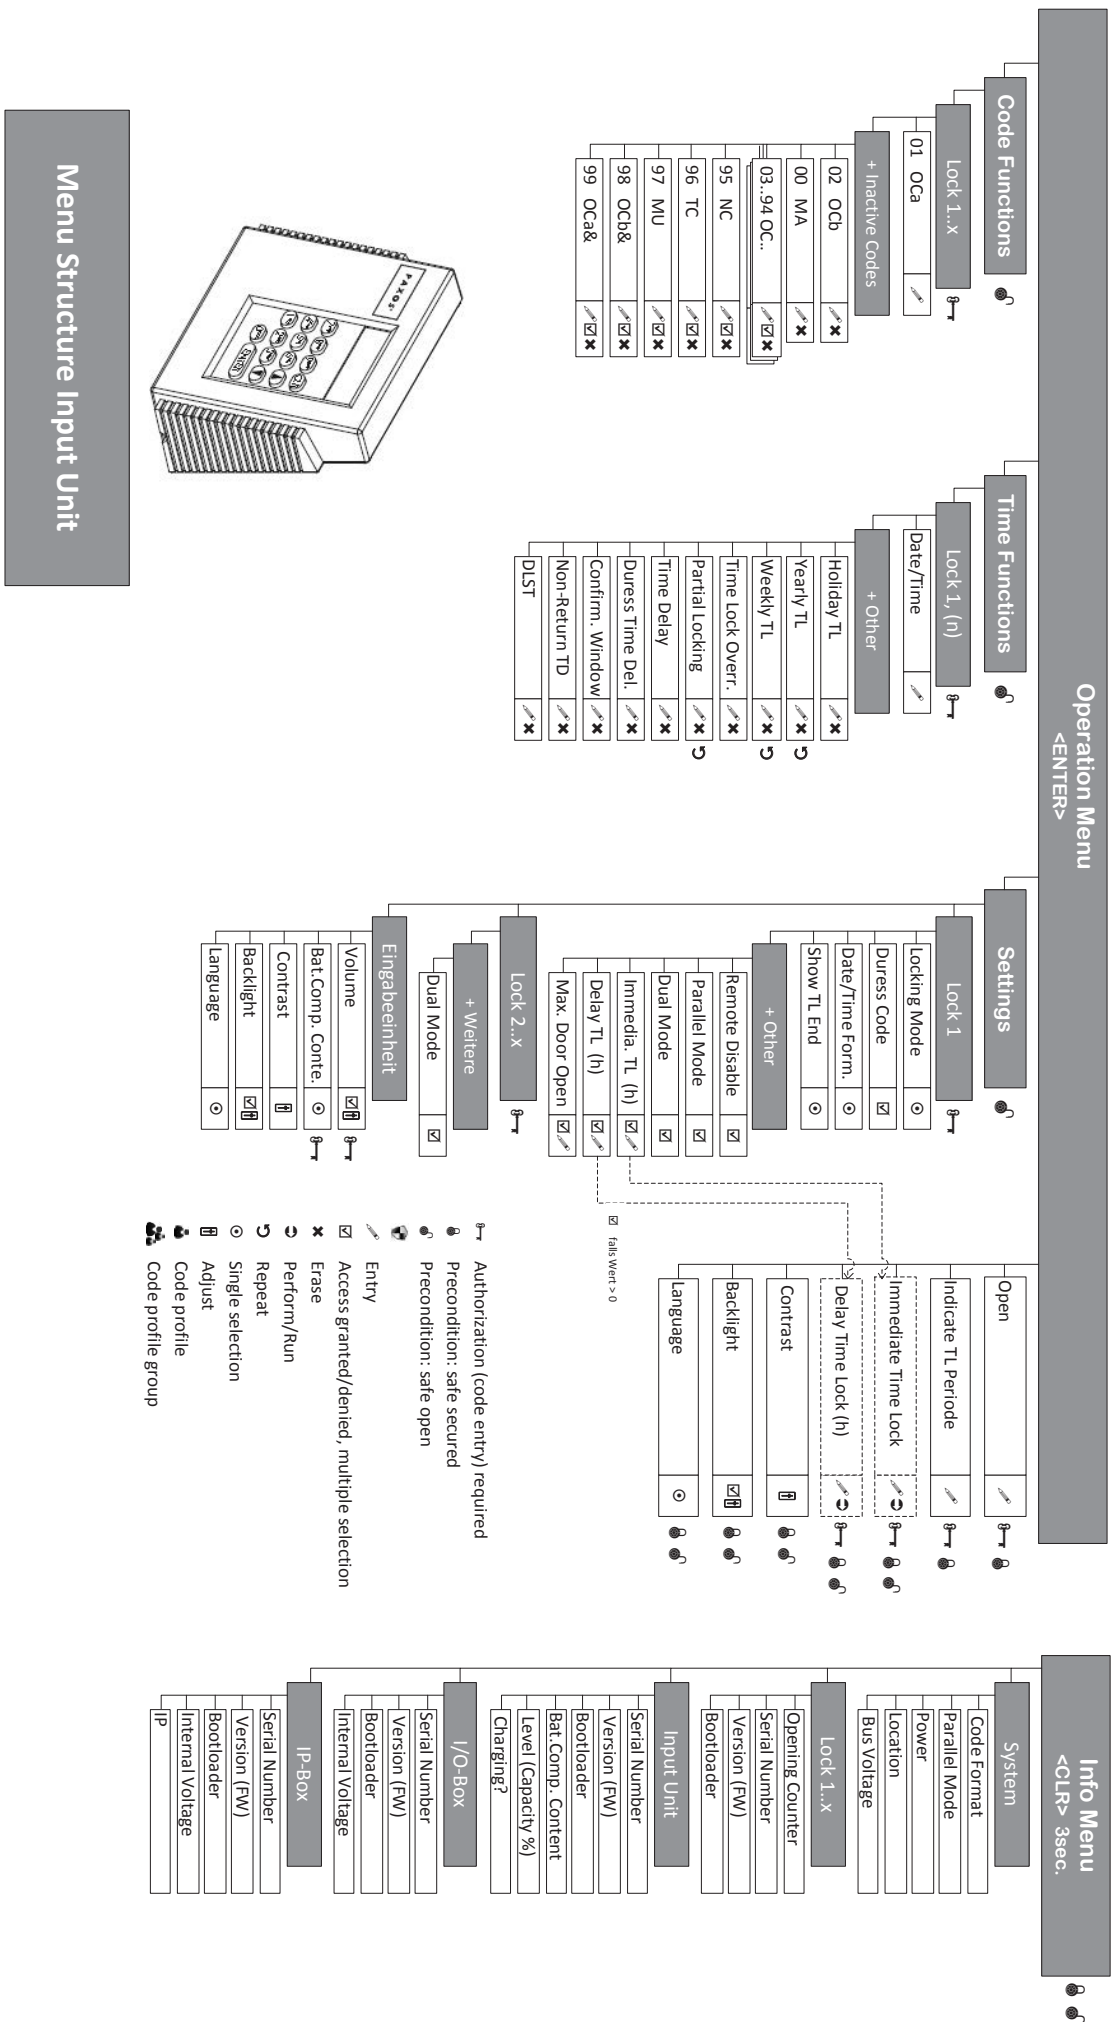 Operation Menu
<ENTER>
Code Functions
Lock 1..x
01 OCa
+ Inactive Codes
02 OCb
00 MA
03..94 OC..
95 NC
96 TC
97 MU
98 OCb&
99 OCa&
Time Functions
Lock 1, (n)
Date/Time
+ Other
Holiday TL
Yearly TL
Weekly TL
Time Lock Overr.
Partial Locking
Time Delay
Duress Time Del.
Confirm. Window
Non-Return TD
DLST
Settings
Lock 1
Locking Mode
Duress Code
Date/Time Form.
Show TL End
+ Other
Remote Disable
Parallel Mode
Dual Mode
Immedia. TL (h)
Delay TL (h)
Max. Door Open
Lock 2..x
+ Weitere
Dual Mode
Eingabeeinheit
Volume
Bat.Comp. Conte.
Contrast
Backlight
Language
falls Wert > 0
Open
Indicate TL Periode
Immediate Time Lock
Delay Time Lock (h)
Contrast
Backlight
Language
Info Menu
<CLR> 3sec.
System
Code Format
Parallel Mode
Power
Location
Bus Voltage
Lock 1..x
Opening Counter
Serial Number
Version (FW)
Bootloader
Input Unit
Serial Number
Version (FW)
Bootloader
Bat.Comp. Content
Level (Capacity %)
Charging?
I/O-Box
Serial Number
Version (FW)
Bootloader
Internal Voltage
IP-Box
Serial Number
Version (FW)
Bootloader
Internal Voltage
IP
Authorization (code entry) required
Precondition: safe secured
Precondition: safe open
Entry
Access granted/denied, multiple selection
Erase
Perform/Run
Repeat
Single selection
Adjust
Code profile
Code profile group
PAXOS
ENTER
Menu Structure Input Unit